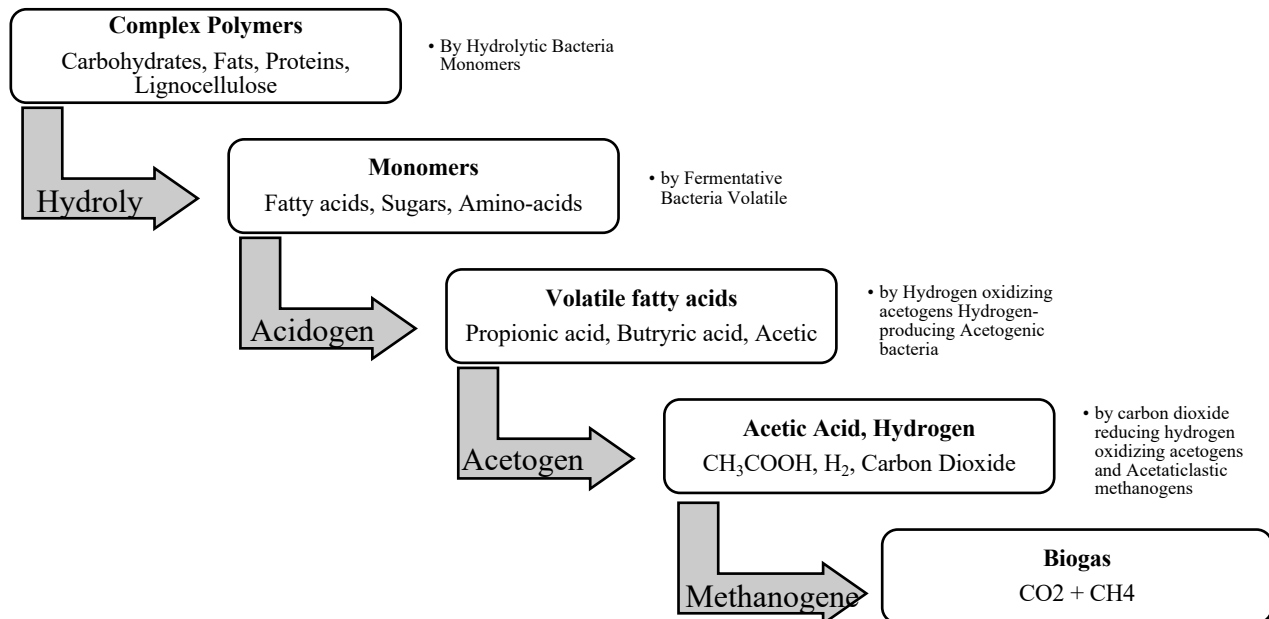 Complex Polymers
Carbohydrates, Fats, Proteins,
Lignocellulose
• By Hydrolytic Bacteria
Monomers
Hydroly
Monomers
Fatty acids, Sugars, Amino-acids
• by Fermentative
Bacteria Volatile
Acidogen
Volatile fatty acids
Propionic acid, Butryric acid, Acetic
• by Hydrogen oxidizing
acetogens Hydrogen-
producing Acetogenic
bacteria
Acetogen
Acetic Acid, Hydrogen
CH₃COOH, H₂, Carbon Dioxide
• by carbon dioxide
reducing hydrogen
oxidizing acetogens
and Acetaticlastic
methanogens
Methanogene
Biogas
CO2 + CH4